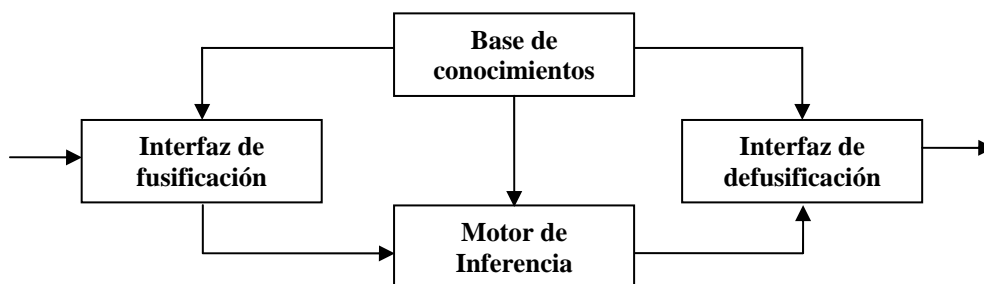 Base de
conocimientos
Interfaz de
fusificación
Interfaz de
defusificación
Motor de
Inferencia